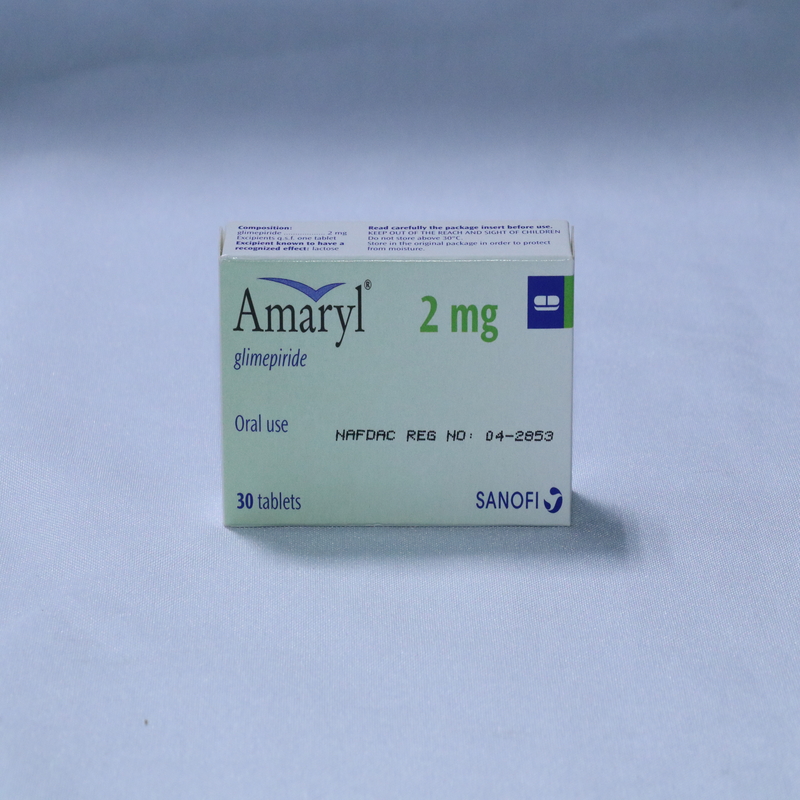 Composition:
glimepiride .................. 2 mg
Excipients q.s.f. one tablet
Excipient known to have a
recognized effect: lactose
Read carefully the package insert before use.
KEEP OUT OF THE REACH AND SIGHT OF CHILDREN
Do not store above 30°C.
Store in the original package in order to protect
from moisture.
Amaryl®
2 mg
glimepiride
Oral use
NAFDAC REG NO: 04-2853
30 tablets
SANOFI